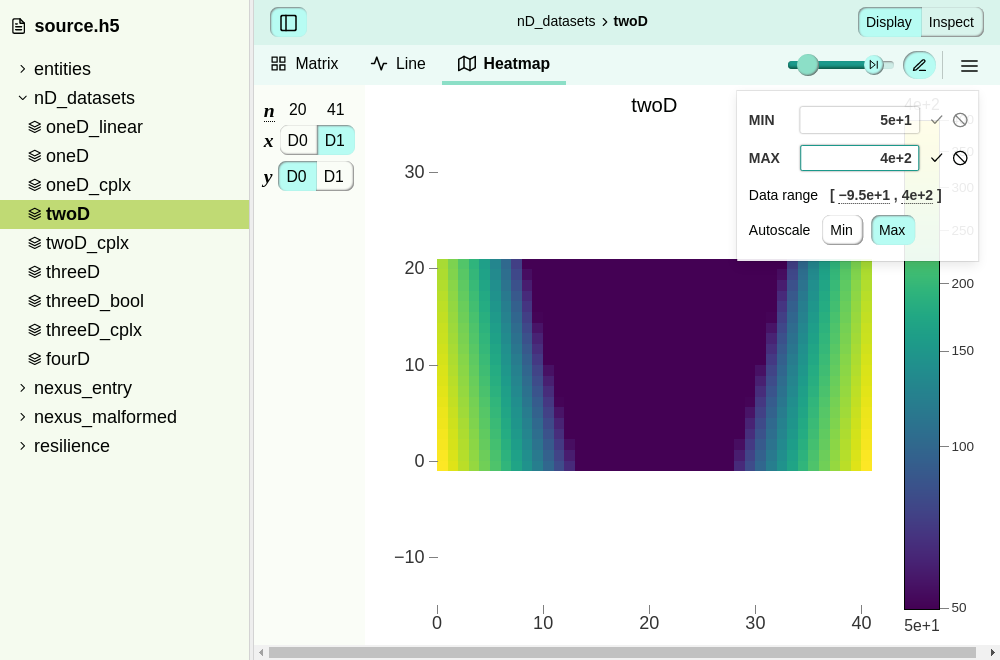 source.h5
entities
nD_datasets
oneD_linear
oneD
oneD_cplx
twoD
twoD_cplx
threeD
threeD_bool
threeD_cplx
fourD
nexus_entry
nexus_malformed
resilience
nD_datasets > twoD
Display Inspect
Matrix Line Heatmap
n 20 41
x D0 D1
y D0 D1
twoD
4e+2
MIN 5e+1
MAX 4e+2
Data range [ −9.5e+1 , 4e+2 ]
Autoscale Min Max
30
20
10
0
−10
0 10 20 30 40
300
250
200
150
100
50
5e+1